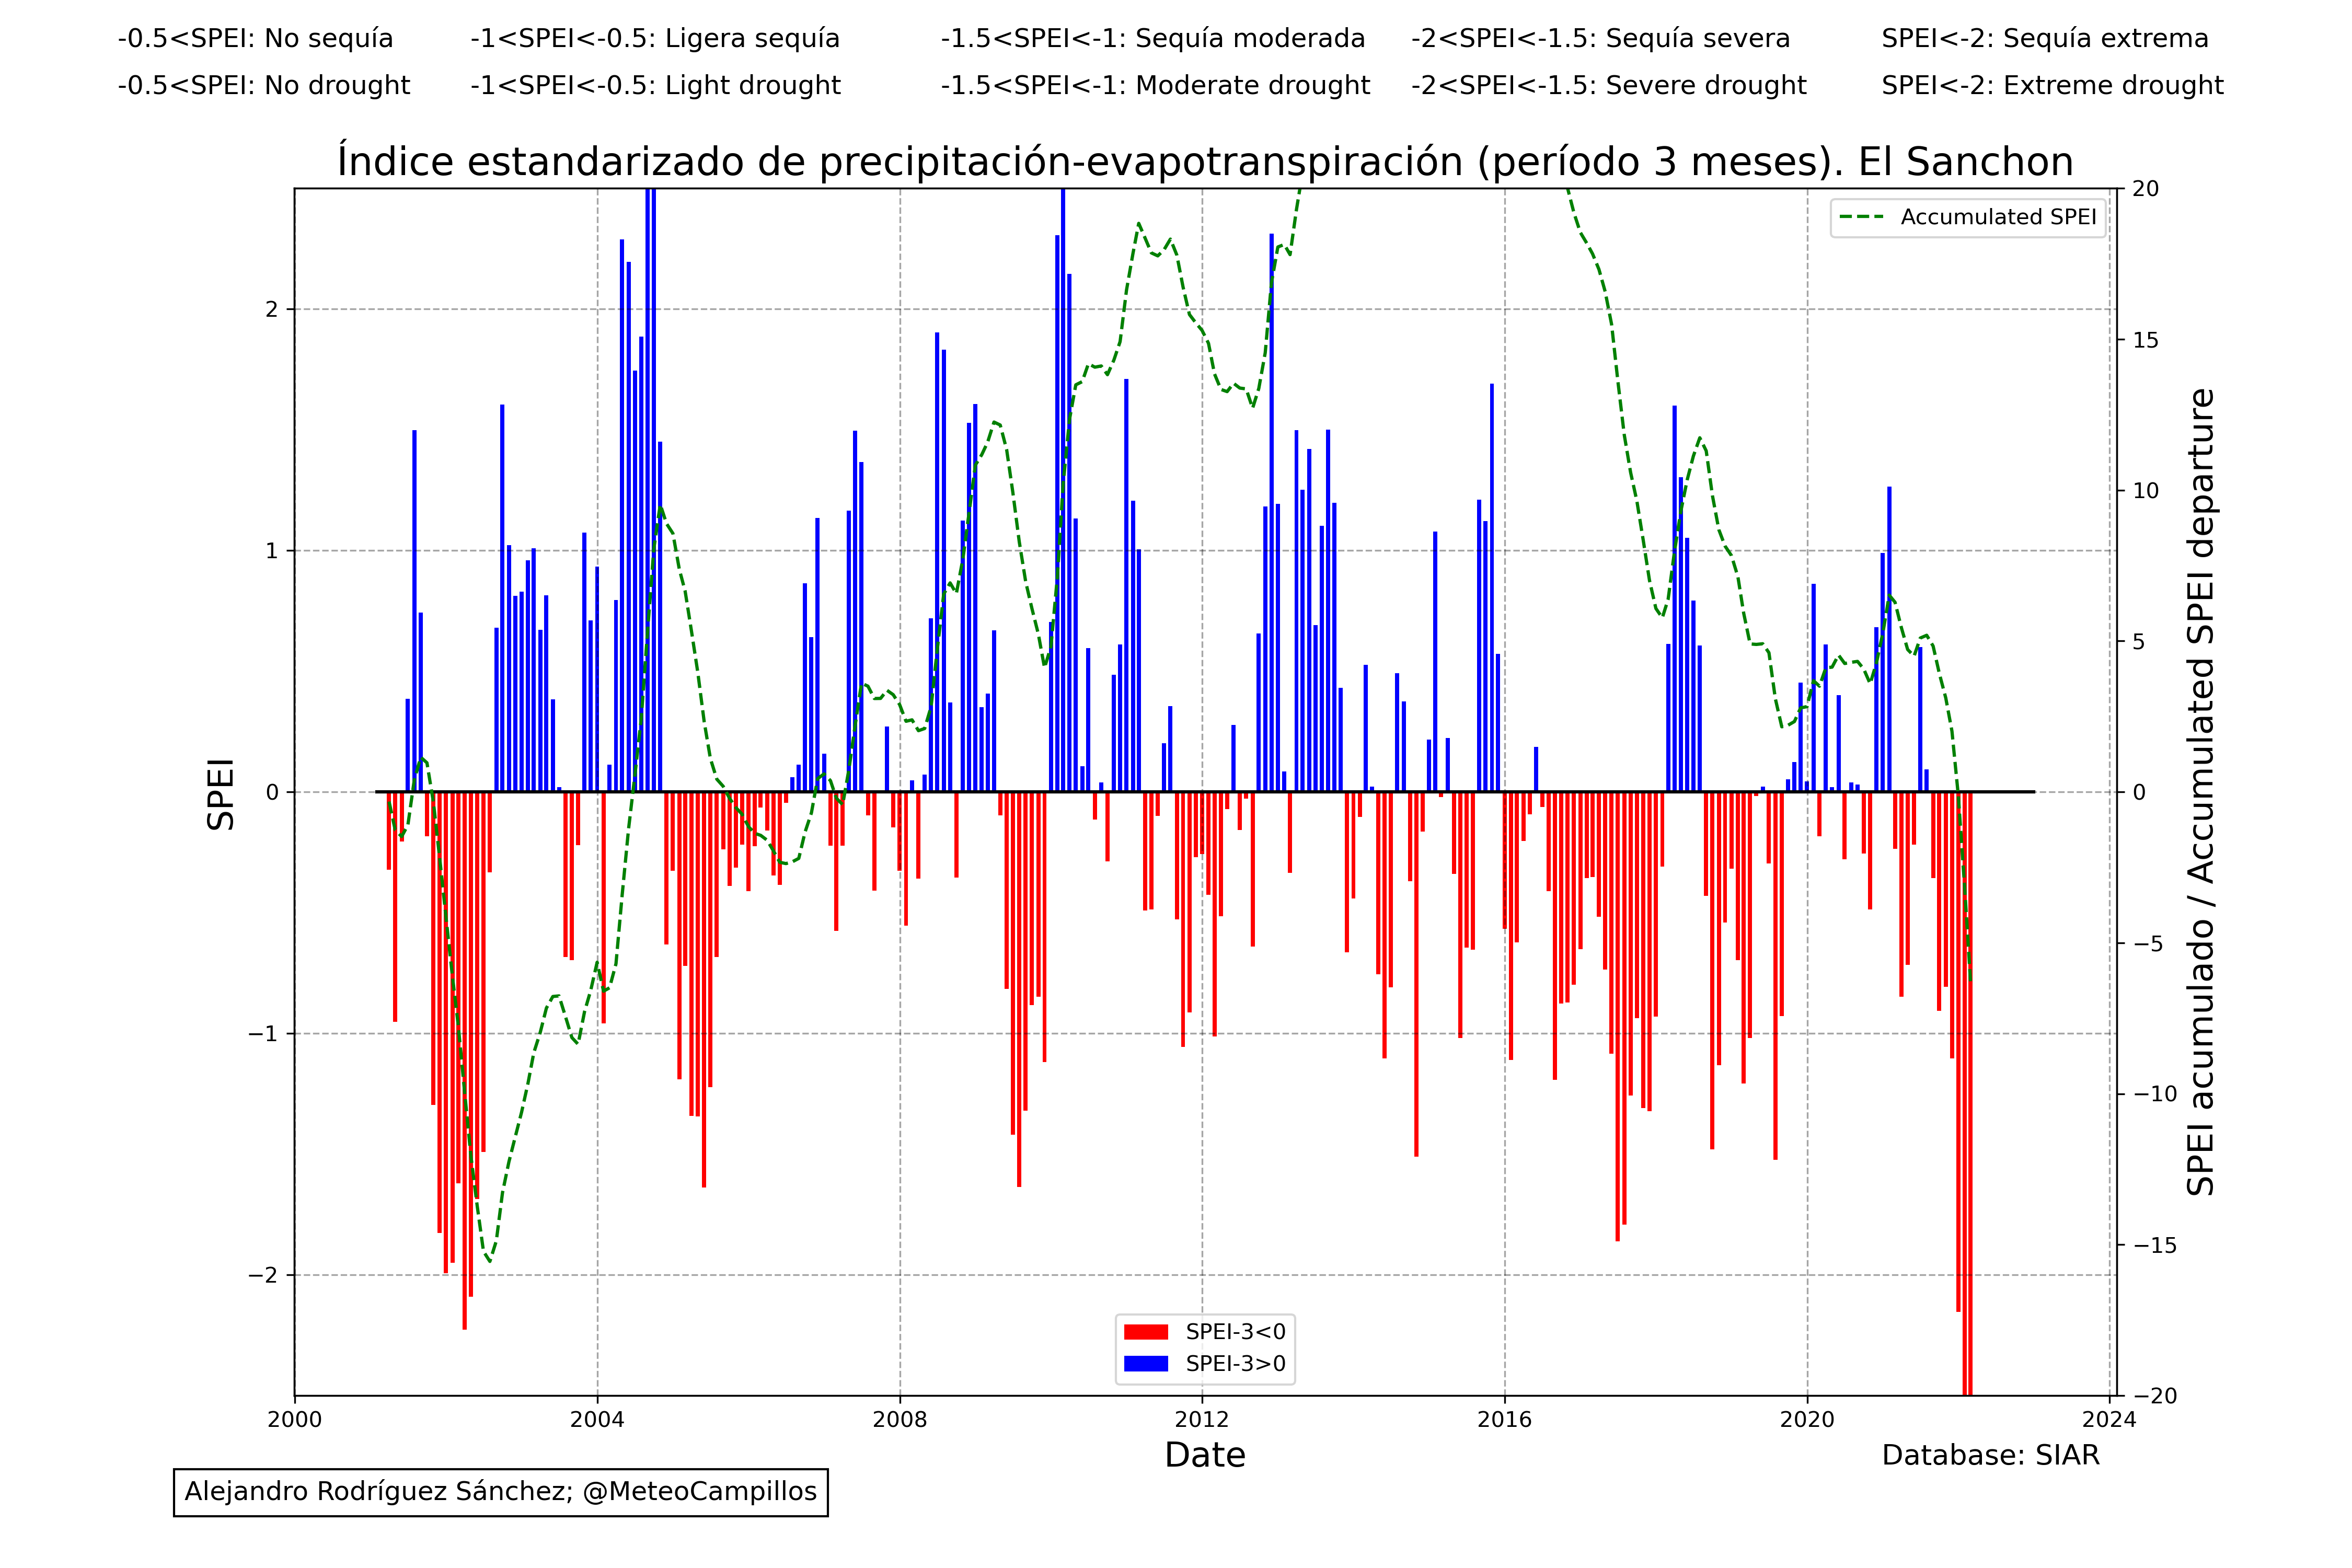 -0.5<SPEI: No sequía
-1<SPEI<-0.5: Ligera sequía
-1.5<SPEI<-1: Sequía moderada
-2<SPEI<-1.5: Sequía severa
SPEI<-2: Sequía extrema
-0.5<SPEI: No drought
-1<SPEI<-0.5: Light drought
-1.5<SPEI<-1: Moderate drought
-2<SPEI<-1.5: Severe drought
SPEI<-2: Extreme drought
Índice estandarizado de precipitación-evapotranspiración (período 3 meses). El Sanchon
Accumulated SPEI
SPEI
2
1
0
−1
−2
20
15
10
5
0
−5
−10
−15
−20
SPEI acumulado / Accumulated SPEI departure
SPEI-3<0
SPEI-3>0
2000
2004
2008
2012
2016
2020
2024
Date
Database: SIAR
Alejandro Rodríguez Sánchez; @MeteoCampillos